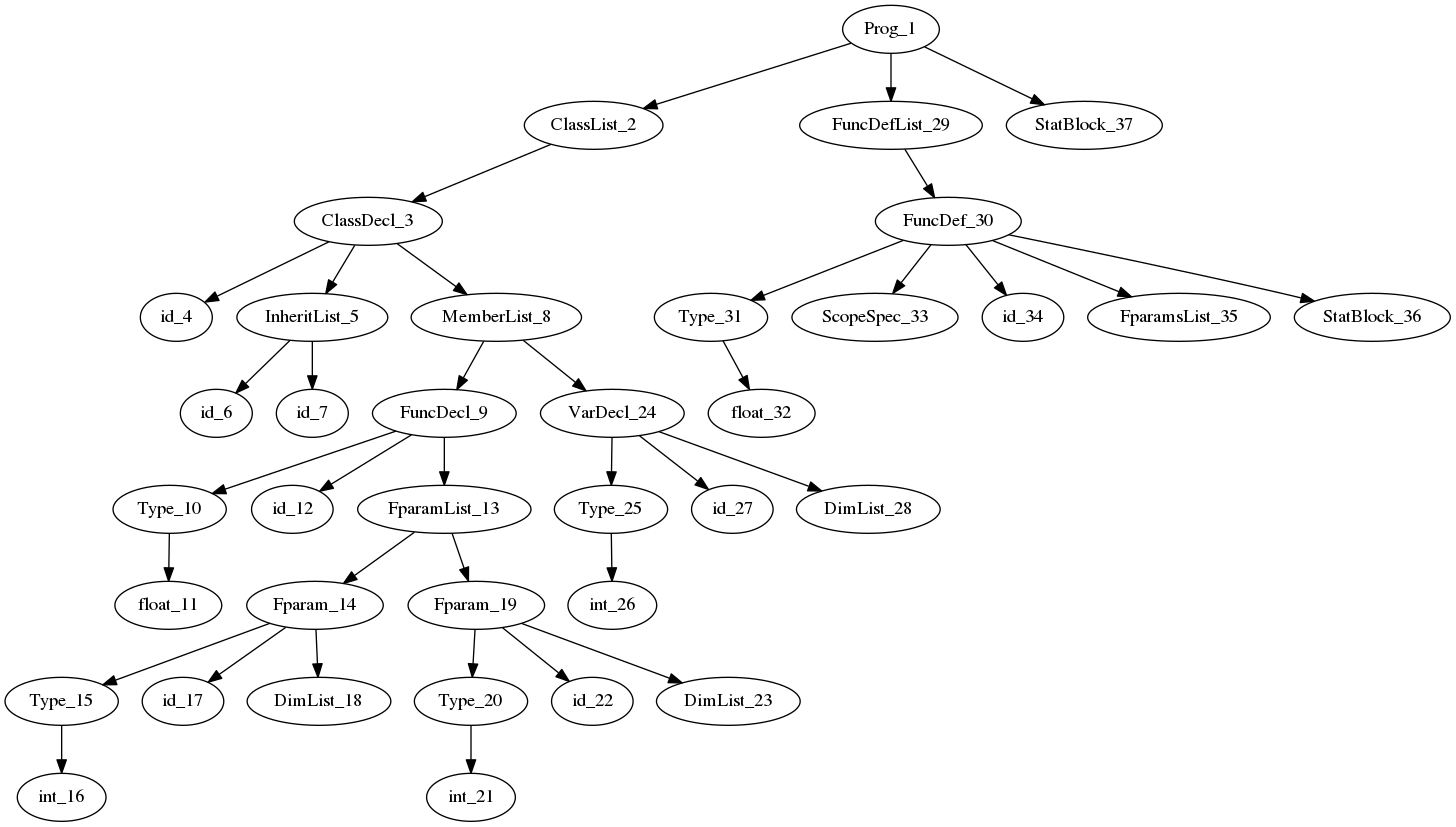 Prog_1
ClassList_2
FuncDefList_29
StatBlock_37
ClassDecl_3
FuncDef_30
id_4
InheritList_5
MemberList_8
Type_31
ScopeSpec_33
id_34
FparamsList_35
StatBlock_36
id_6
id_7
FuncDecl_9
VarDecl_24
float_32
Type_10
id_12
FparamList_13
Type_25
id_27
DimList_28
float_11
Fparam_14
Fparam_19
int_26
Type_15
id_17
DimList_18
Type_20
id_22
DimList_23
int_16
int_21